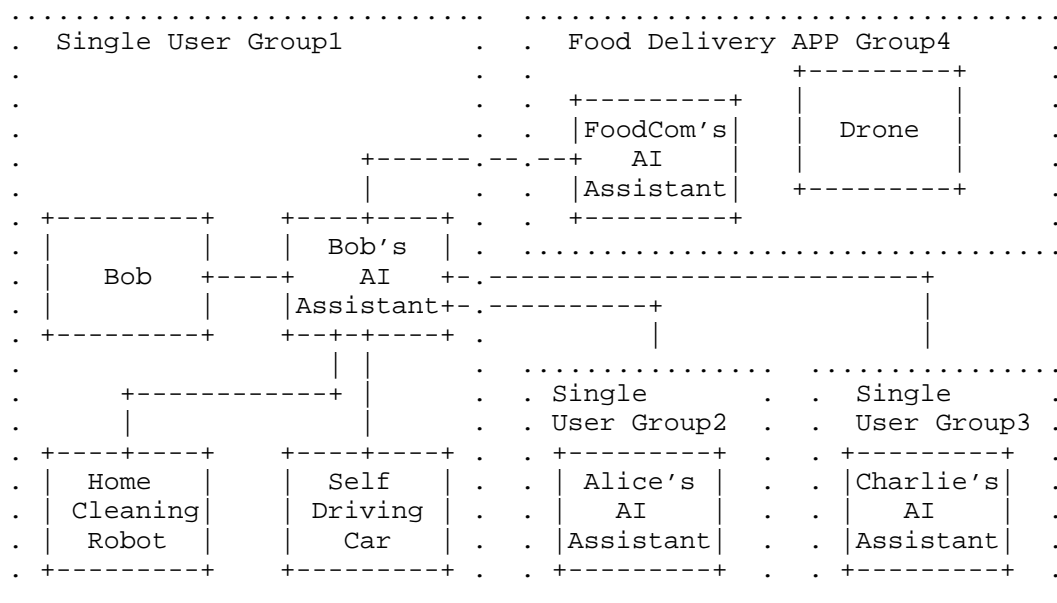 Single User Group1
Food Delivery APP Group4
FoodCom's
AI
Assistant
Drone
Bob
Bob's
AI
Assistant
Home
Cleaning
Robot
Self
Driving
Car
Single
User Group2
Alice's
AI
Assistant
Single
User Group3
Charlie's
AI
Assistant